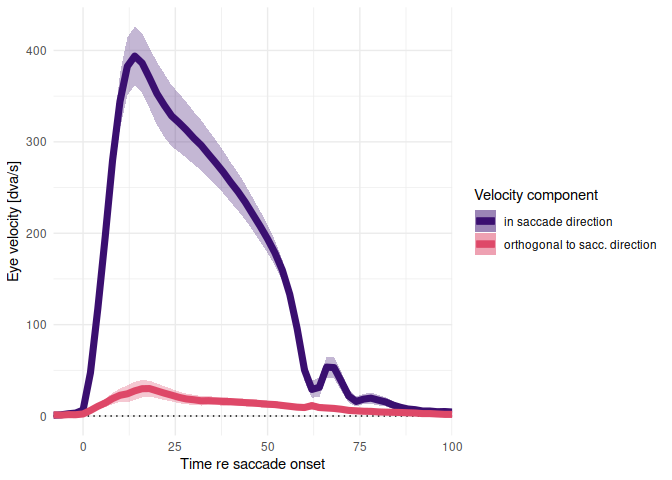 400
300
200
100
0
Eye velocity [dva/s]
0 25 50 75 100
Time re saccade onset
Velocity component
in saccade direction
orthogonal to sacc. direction